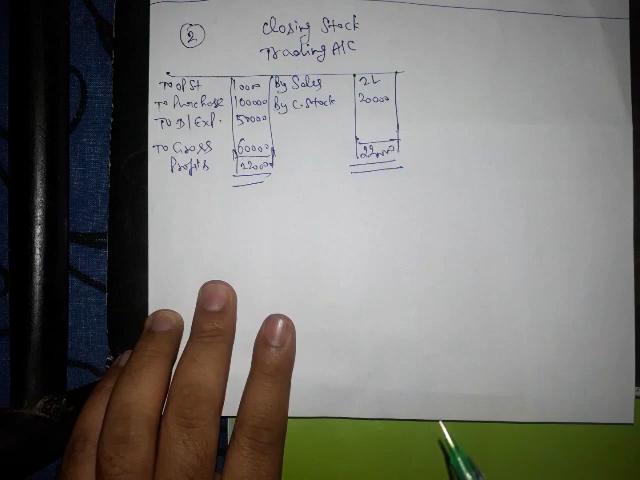 2
Closing Stock
Trading A/C
To Op St 10000 By Sales 2L
To Purchase 100000 By C. Stock 20000
To D/Exp. 50000
To Gross 60000
Profits 220000 220000